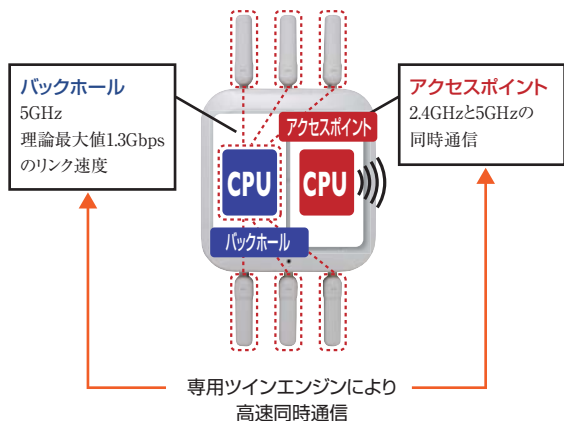 バックホール
5GHz
理論最大値1.3Gbps
のリンク速度
アクセスポイント
2.4GHzと5GHzの
同時通信
アクセスポイント
CPU
CPU
バックホール
専用ツインエンジンにより
高速同時通信